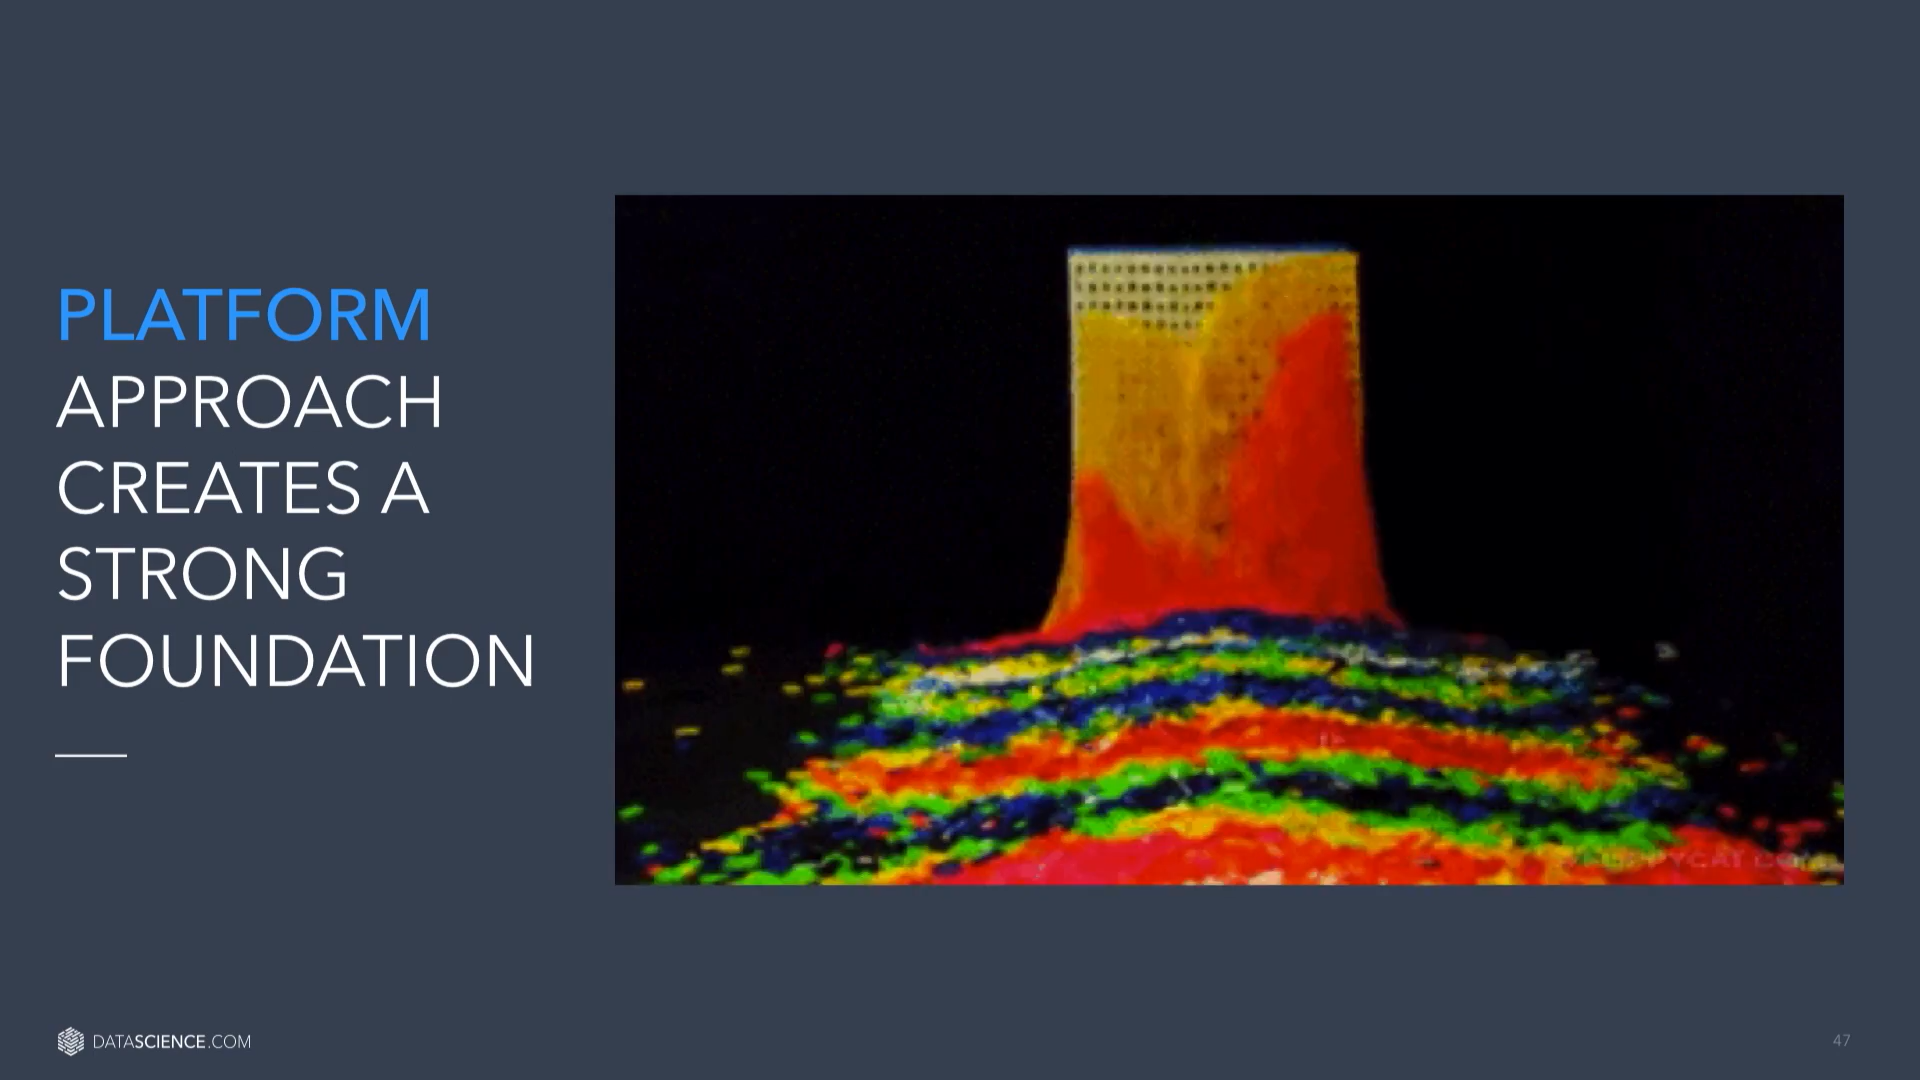 PLATFORM
APPROACH
CREATES A
STRONG
FOUNDATION
DATASCIENCE.COM
47